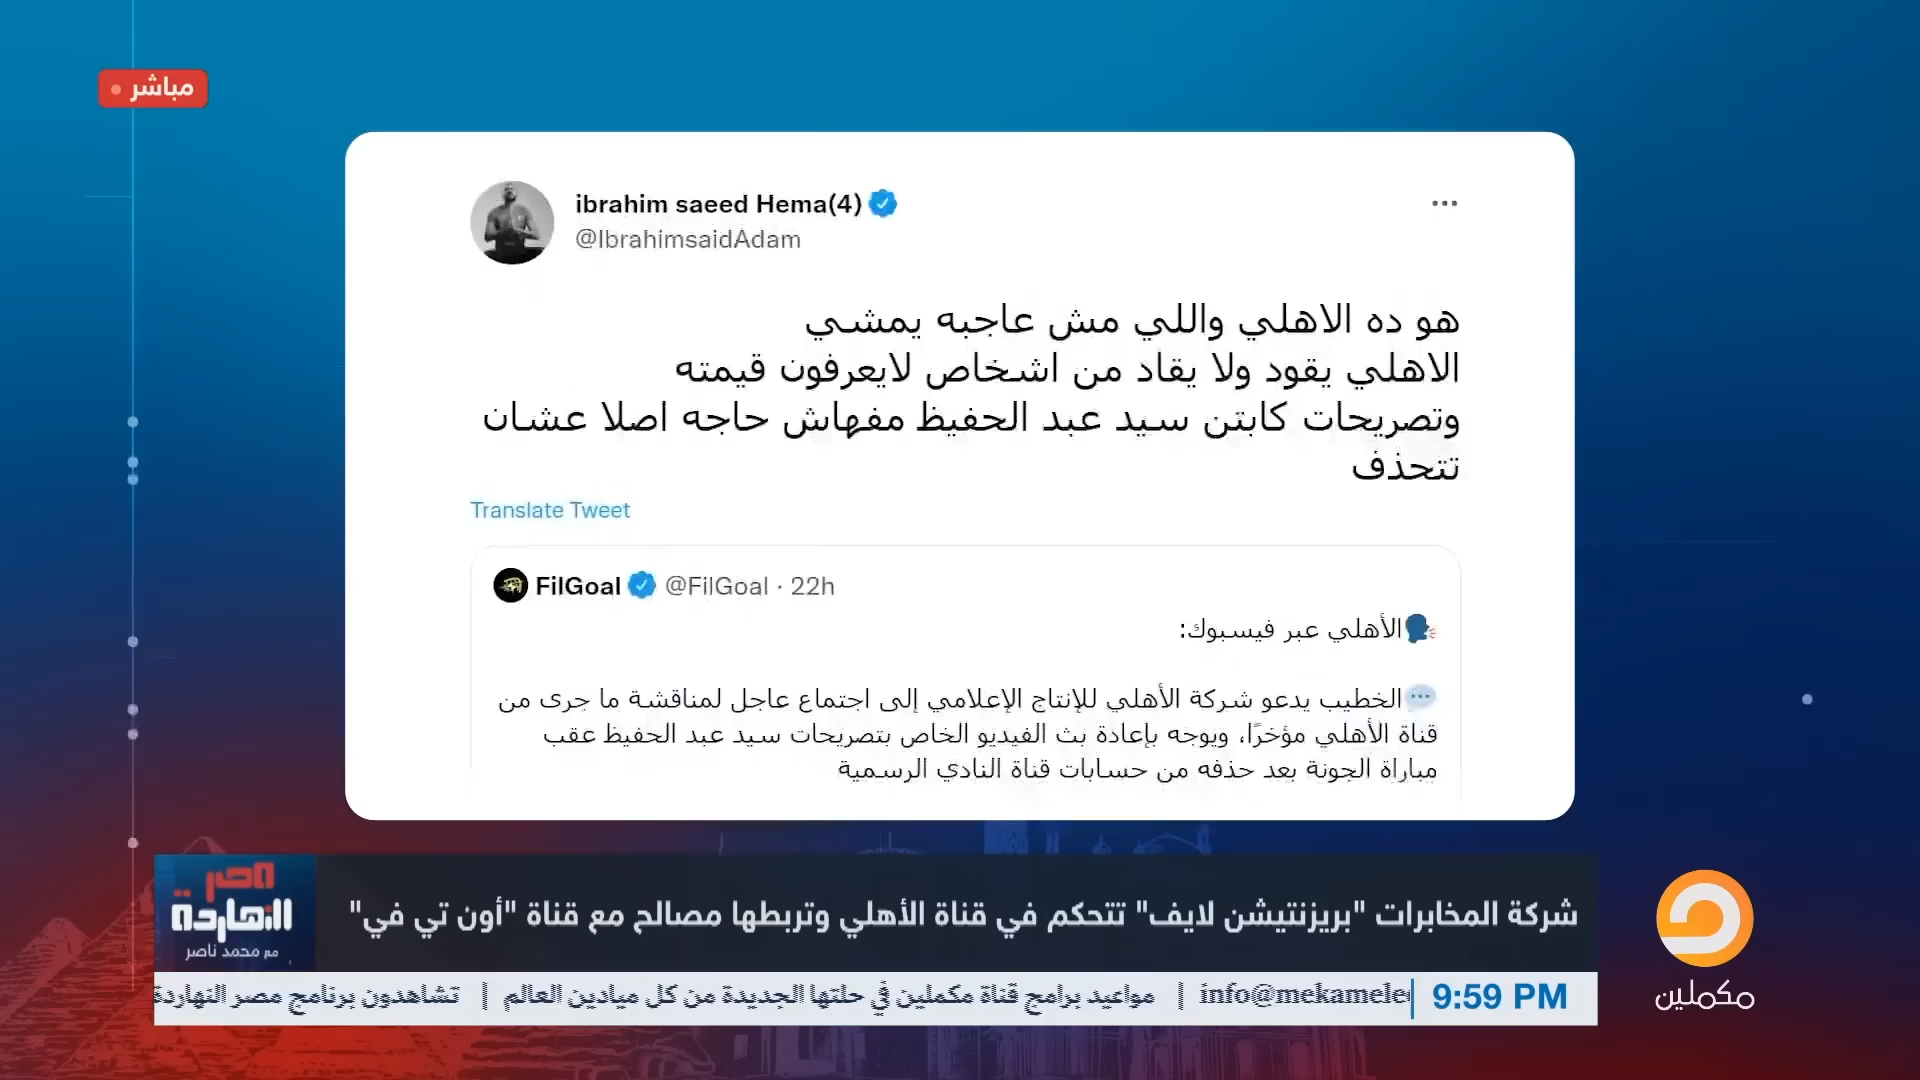 مباشر
ibrahim saeed Hema(4)
@IbrahimsaidAdam
هو ده الاهلي واللي مش عاجبه يمشي
الاهلي يقود ولا يقاد من اشخاص لايعرفون قيمته
وتصريحات كابتن سيد عبد الحفيظ مفهاش حاجه اصلا عشان
تتحذف
Translate Tweet
FilGoal @FilGoal · 22h
🗣الأهلي عبر فيسبوك:
💬الخطيب يدعو شركة الأهلي للإنتاج الإعلامي إلى اجتماع عاجل لمناقشة ما جرى من
قناة الأهلي مؤخرًا، ويوجه بإعادة بث الفيديو الخاص بتصريحات سيد عبد الحفيظ عقب
مباراة الجونة بعد حذفه من حسابات قناة النادي الرسمية
شركة المخابرات "بريزنتيشن لايف" تتحكم في قناة الأهلي وتربطها مصالح مع قناة "أون تي في"
مصر
النهاردة
مع محمد ناصر
9:59 PM
info@mekamele | مواعيد برامج قناة مكملين في حلتها الجديدة من كل ميادين العالم | تشاهدون برنامج مصر النهاردة
مكملين